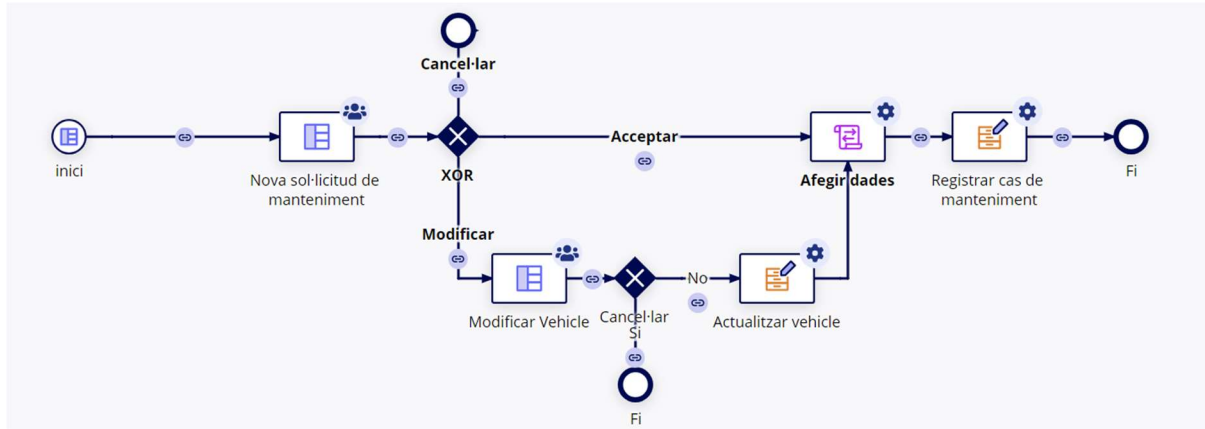 Cancel·lar
Acceptar
inici
Nova sol·licitud de
manteniment
XOR
Afegir dades
Registrar cas de
manteniment
Fi
Modificar
No
Modificar Vehicle
Cancel·lar
Si
Actualitzar vehicle
Fi